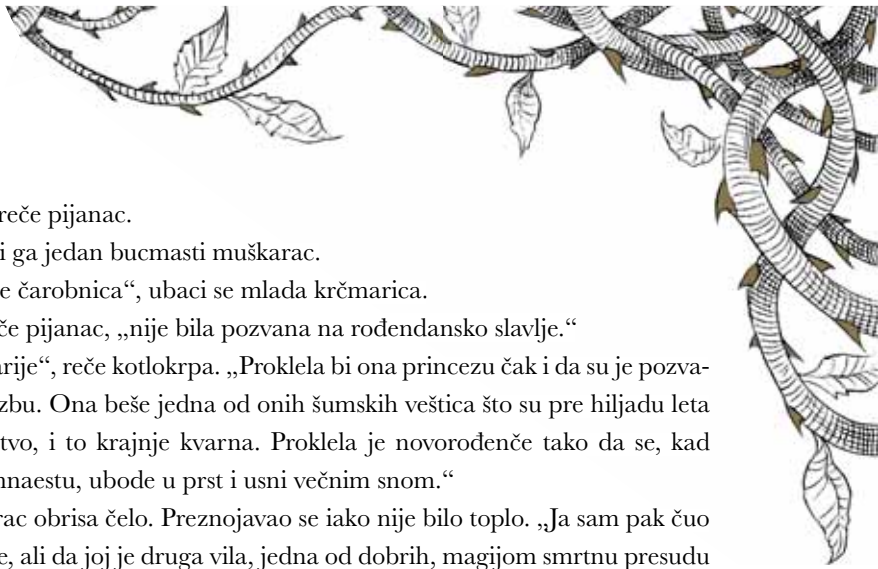 reče pijanac.
i ga jedan bucmasti muškarac.
e čarobnica“, ubaci se mlada krčmarica.
če pijanac, „nije bila pozvana na rođendansko slavlje.“
arije“, reče kotlokrpa. „Proklela bi ona princezu čak i da su je pozva-
zbu. Ona beše jedna od onih šumskih veštica što su pre hiljadu leta
tvo, i to krajnje kvarna. Proklela je novorođenče tako da se, kad
nnaestu, ubode u prst i usni večnim snom.“
rac obrisa čelo. Preznojavao se iako nije bilo toplo. „Ja sam pak čuo
e, ali da joj je druga vila, jedna od dobrih, magijom smrtnu presudu